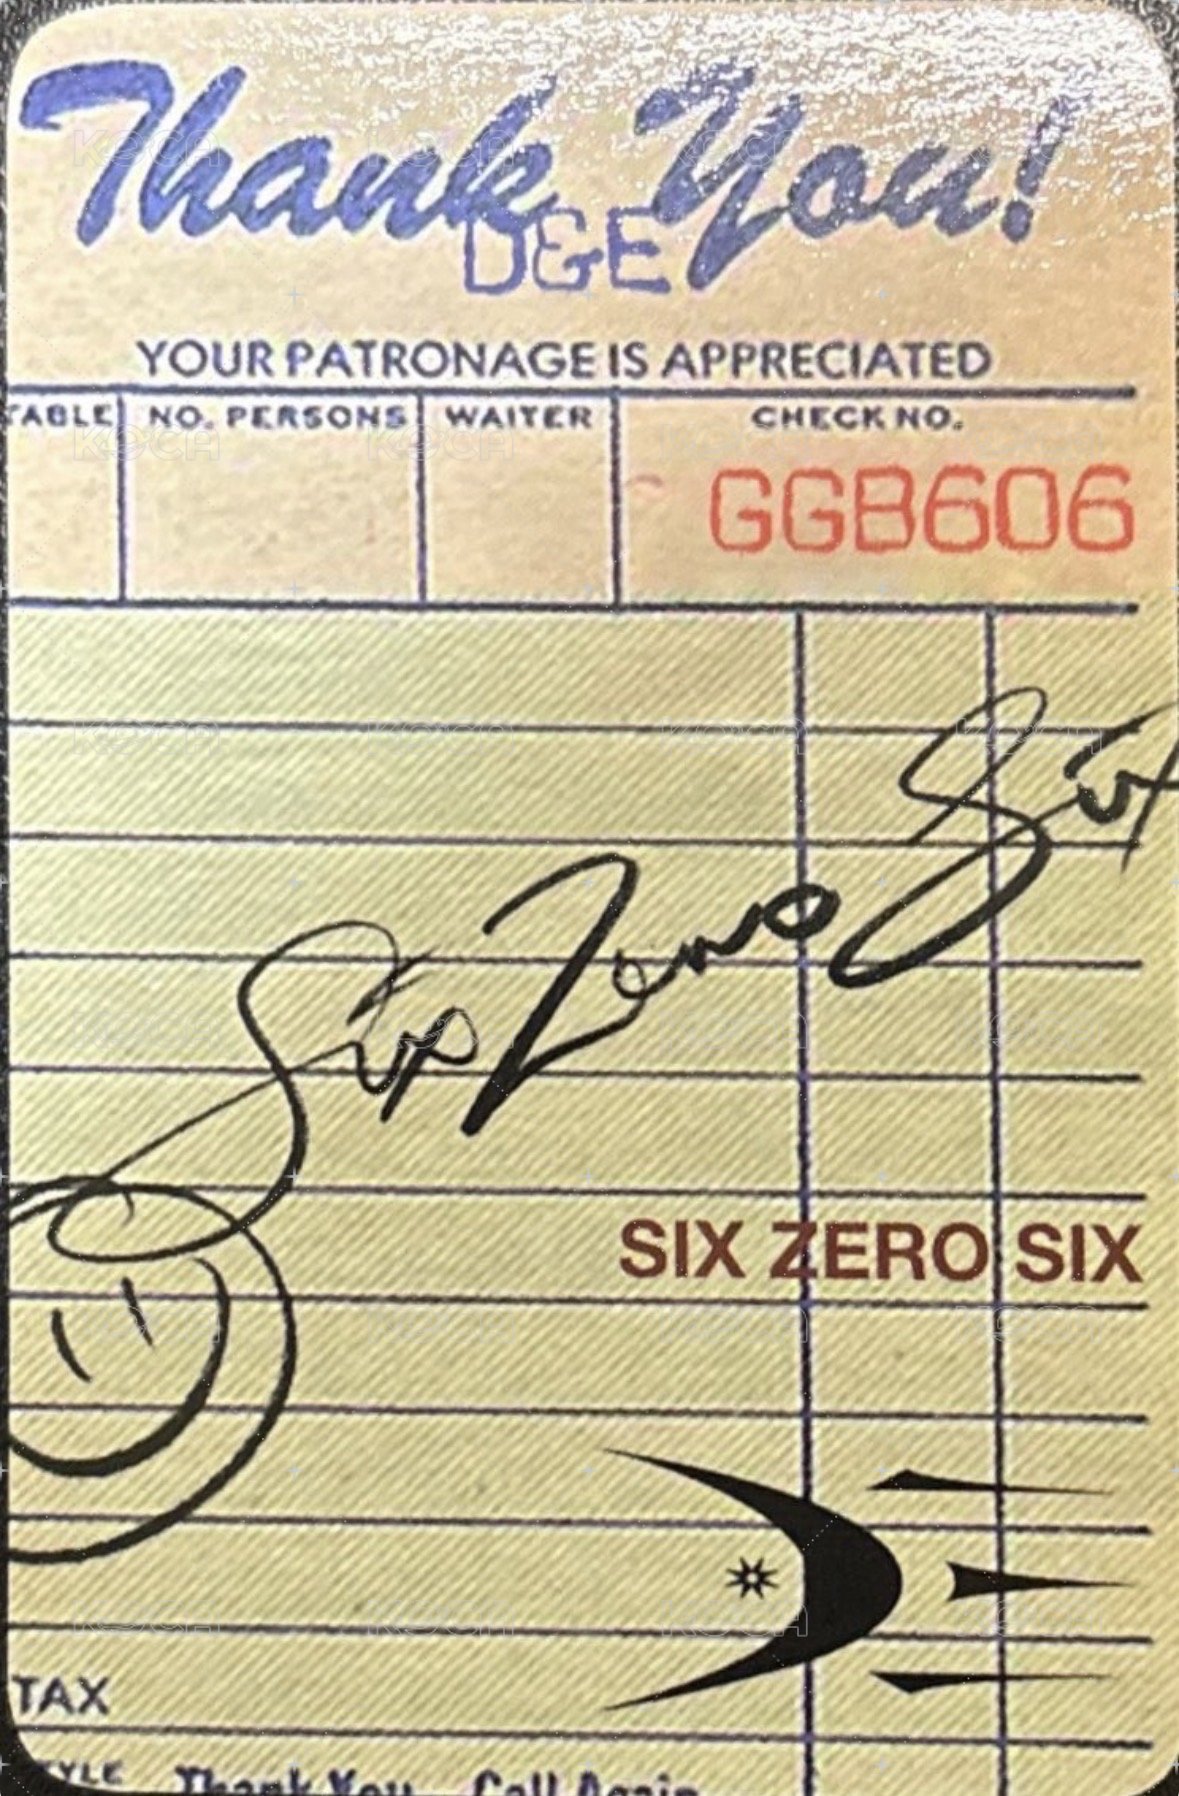 Thank You!
D&E
YOUR PATRONAGE IS APPRECIATED
TABLE NO. PERSONS WAITER CHECK NO.
GGB606
Six Zero Six
SIX ZERO SIX
TAX
STYLE Thank You Call Again